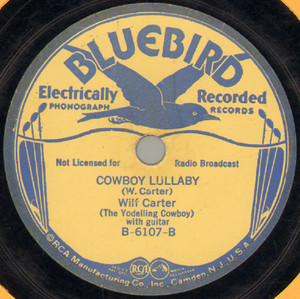 BLUEBIRD
Electrically Recorded
PHONOGRAPH RECORDS
Not Licensed for Radio Broadcast
COWBOY LULLABY
(W. Carter)
Wilf Carter
(The Yodelling Cowboy)
with guitar
B-6107-B
RCA
©RCA Manufacturing Co., Inc., Camden, N.J., U.S.A.